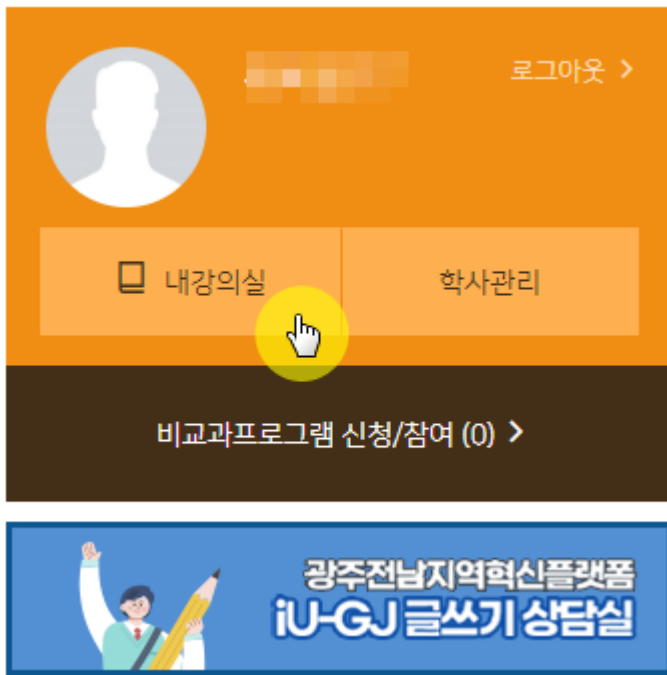 로그아웃 >
내강의실
학사관리
비교과프로그램 신청/참여 (0) >
광주전남지역혁신플랫폼
iU-GJ 글쓰기 상담실